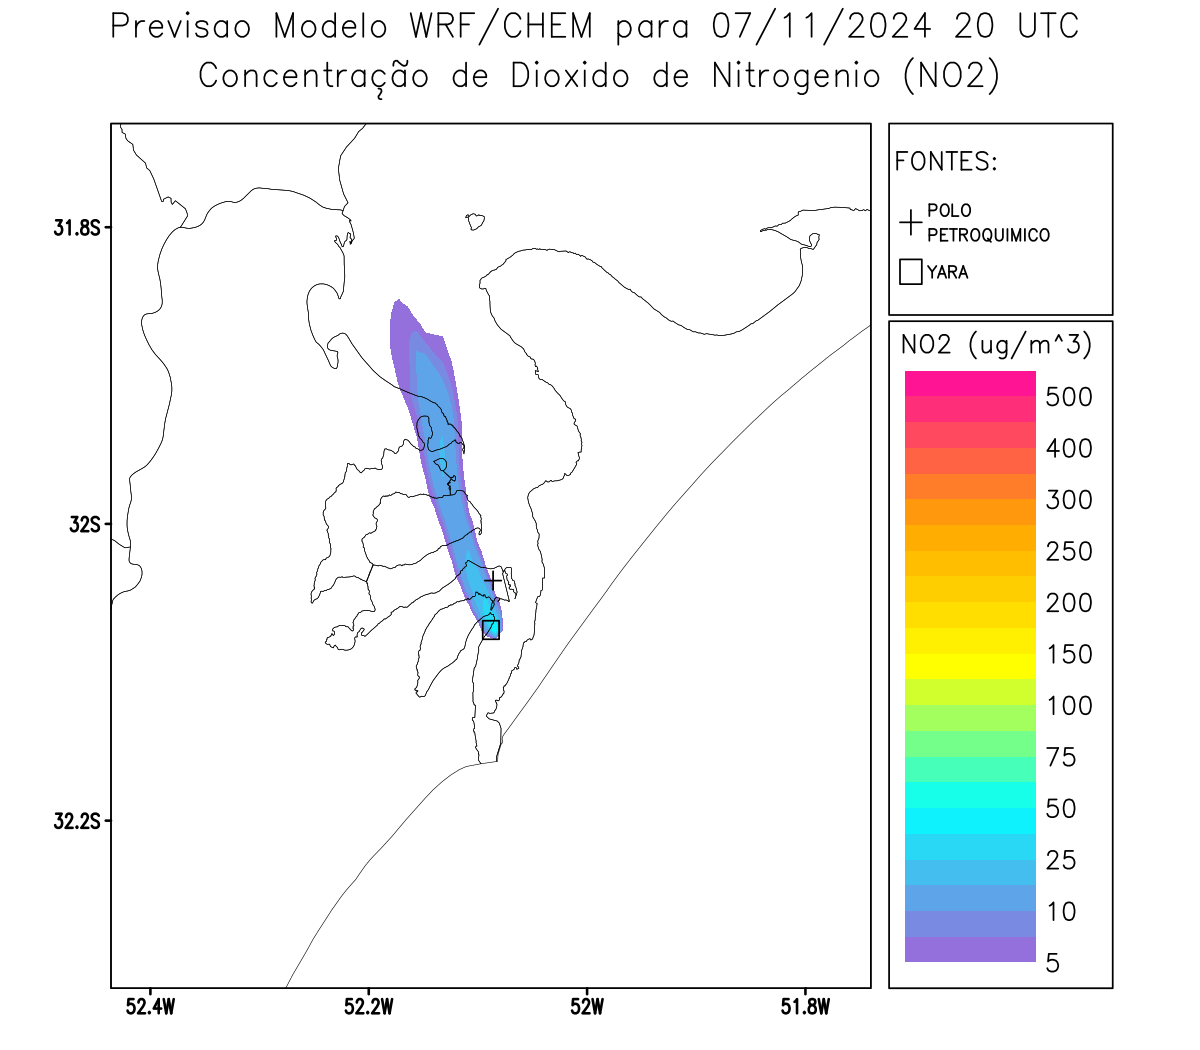 Previsao Modelo WRF/CHEM para 07/11/2024 20 UTC
Concentração de Dioxido de Nitrogenio (NO2)
FONTES:
POLO
PETROQUIMICO
YARA
31.8S
32S
32.2S
52.4W
52.2W
52W
51.8W
NO2 (ug/m^3)
500
400
300
250
200
150
100
75
50
25
10
5